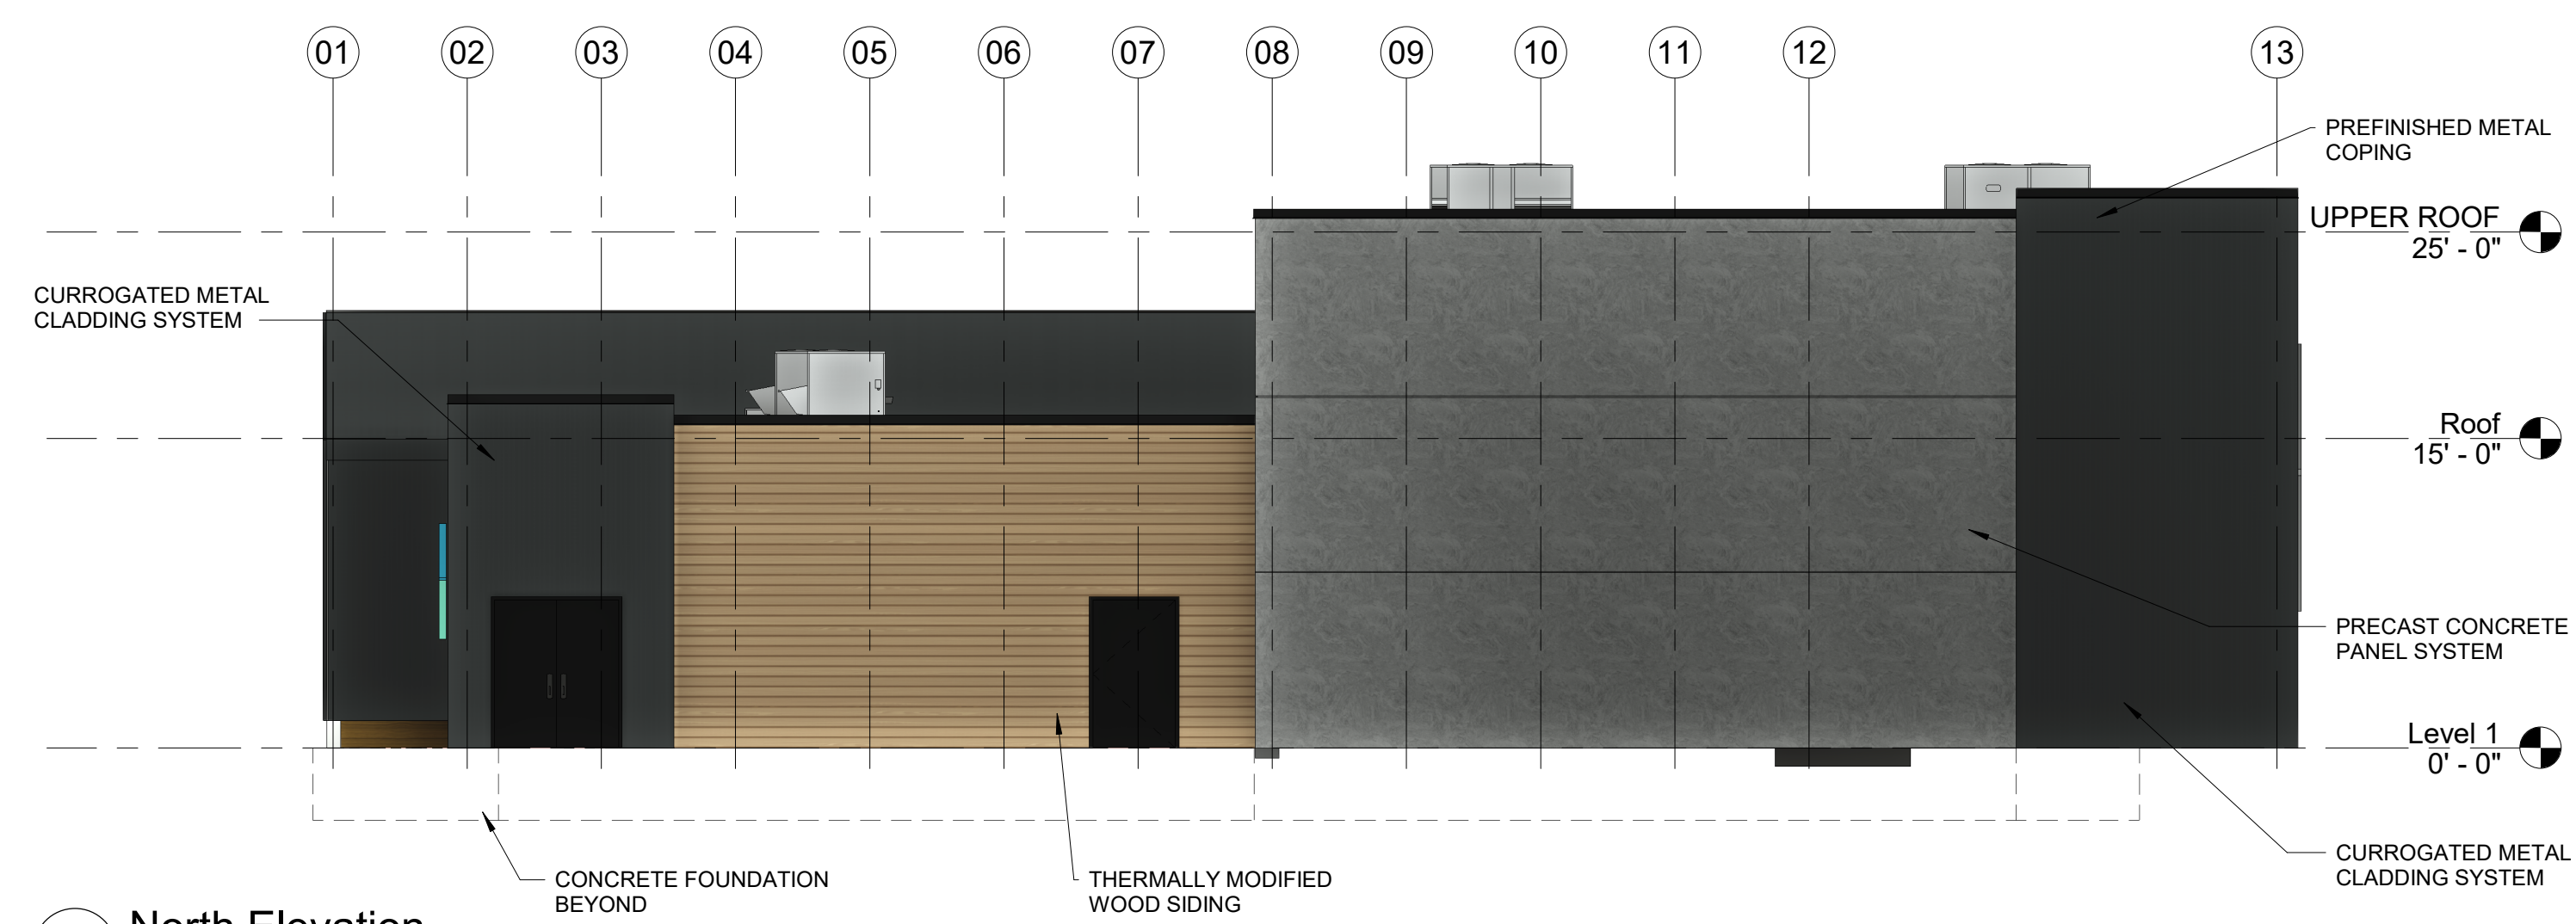 01 02 03 04 05 06 07 08 09 10 11 12 13
PREFINISHED METAL
COPING
UPPER ROOF
25' - 0"
CURROGATED METAL
CLADDING SYSTEM
Roof
15' - 0"
PRECAST CONCRETE
PANEL SYSTEM
Level 1
0' - 0"
CURROGATED METAL
CLADDING SYSTEM
CONCRETE FOUNDATION
BEYOND
THERMALLY MODIFIED
WOOD SIDING
North Elevation